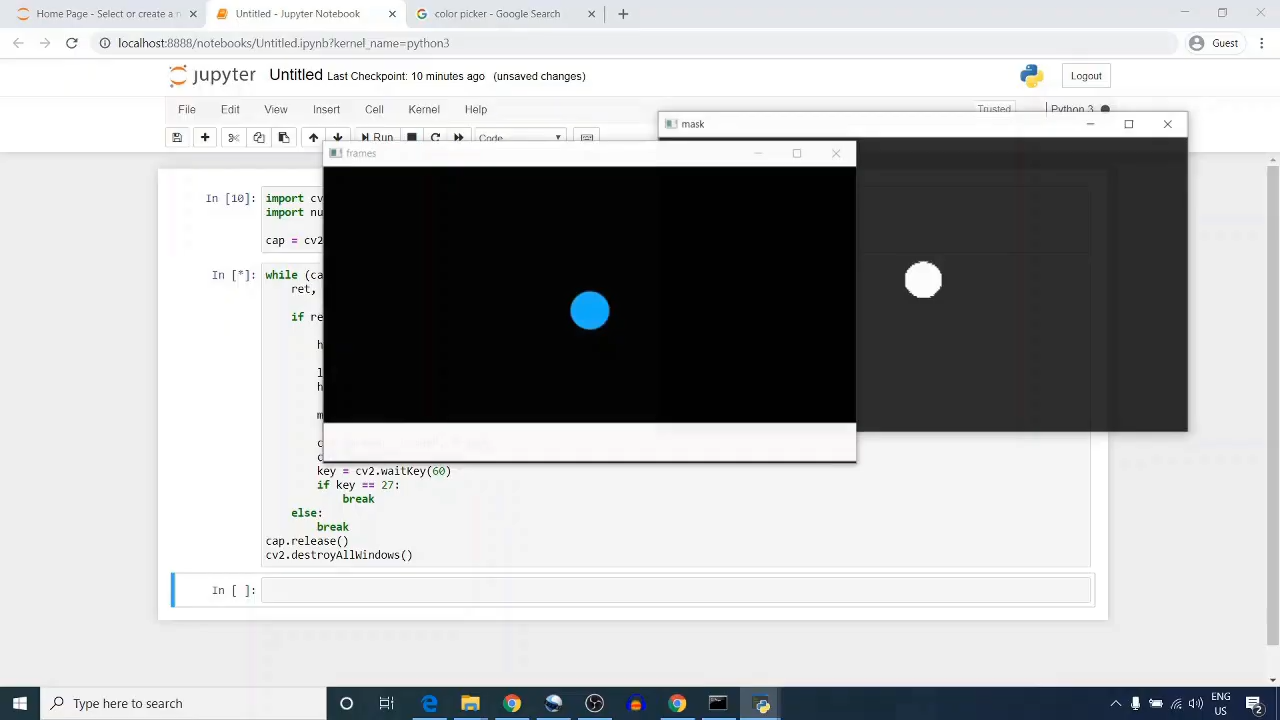 Home Page - Select or create a n
Untitled - Jupyter Notebook
color picker - Google Search
localhost:8888/notebooks/Untitled.ipynb?kernel_name=python3
Guest
jupyter Untitled Last Checkpoint: 10 minutes ago (unsaved changes)
Logout
File Edit View Insert Cell Kernel Help
Trusted
Python 3
Run
Code
mask
frames
In [10]: import cv
import nu
cap = cv2
In [*]: while (ca
ret,
if re
h
l
h
m
c
c
key = cv2.waitKey(60)
if key == 27:
break
else:
break
cap.release()
cv2.destroyAllWindows()
In [ ]:
Type here to search
ENG
US
2